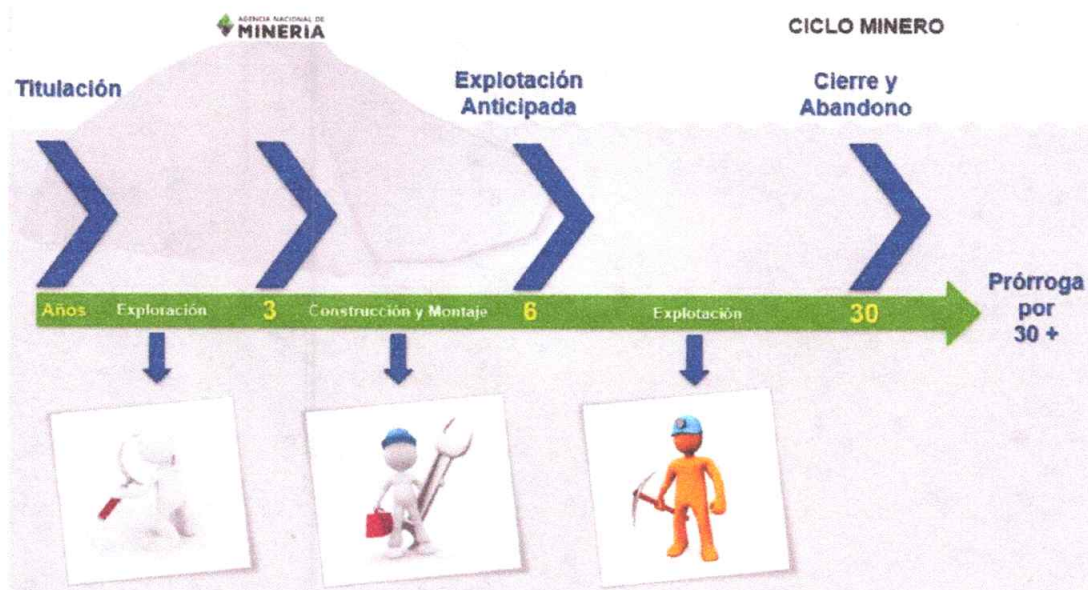 AGENCIA NACIONAL DE
MINERÍA
CICLO MINERO
Titulación
Explotación
Anticipada
Cierre y
Abandono
Años
Exploración
3
Construcción y Montaje
6
Explotación
30
Prórroga
por
30 +